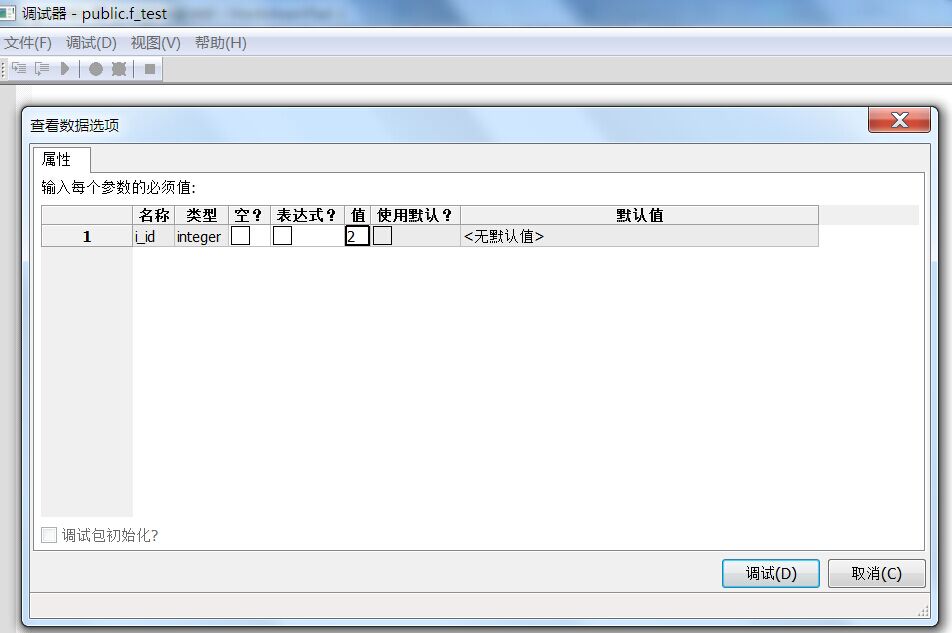 调试器 - public.f_test
文件(F) 调试(D) 视图(V) 帮助(H)
查看数据选项
属性
输入每个参数的必须值:
名称 类型 空? 表达式? 值 使用默认? 默认值
1 i_id integer 2 <无默认值>
调试包初始化?
调试(D) 取消(C)